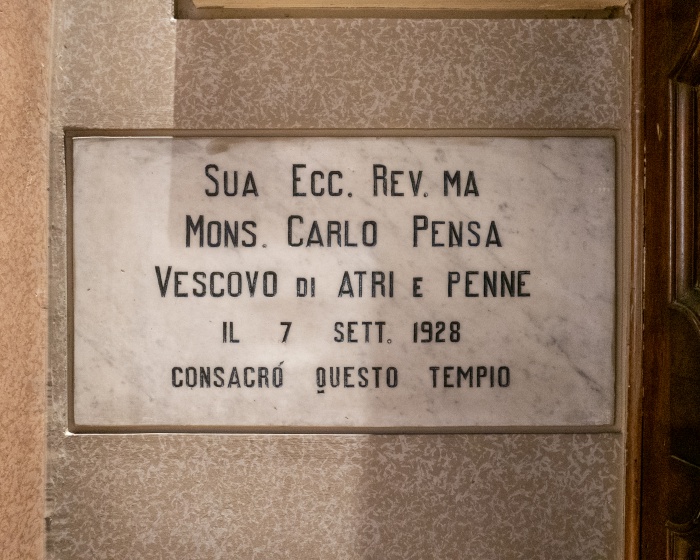 Sua Ecc. Rev.ma
Mons. Carlo Pensa
Vescovo di Atri e Penne
il 7 sett. 1928
consacró questo tempio